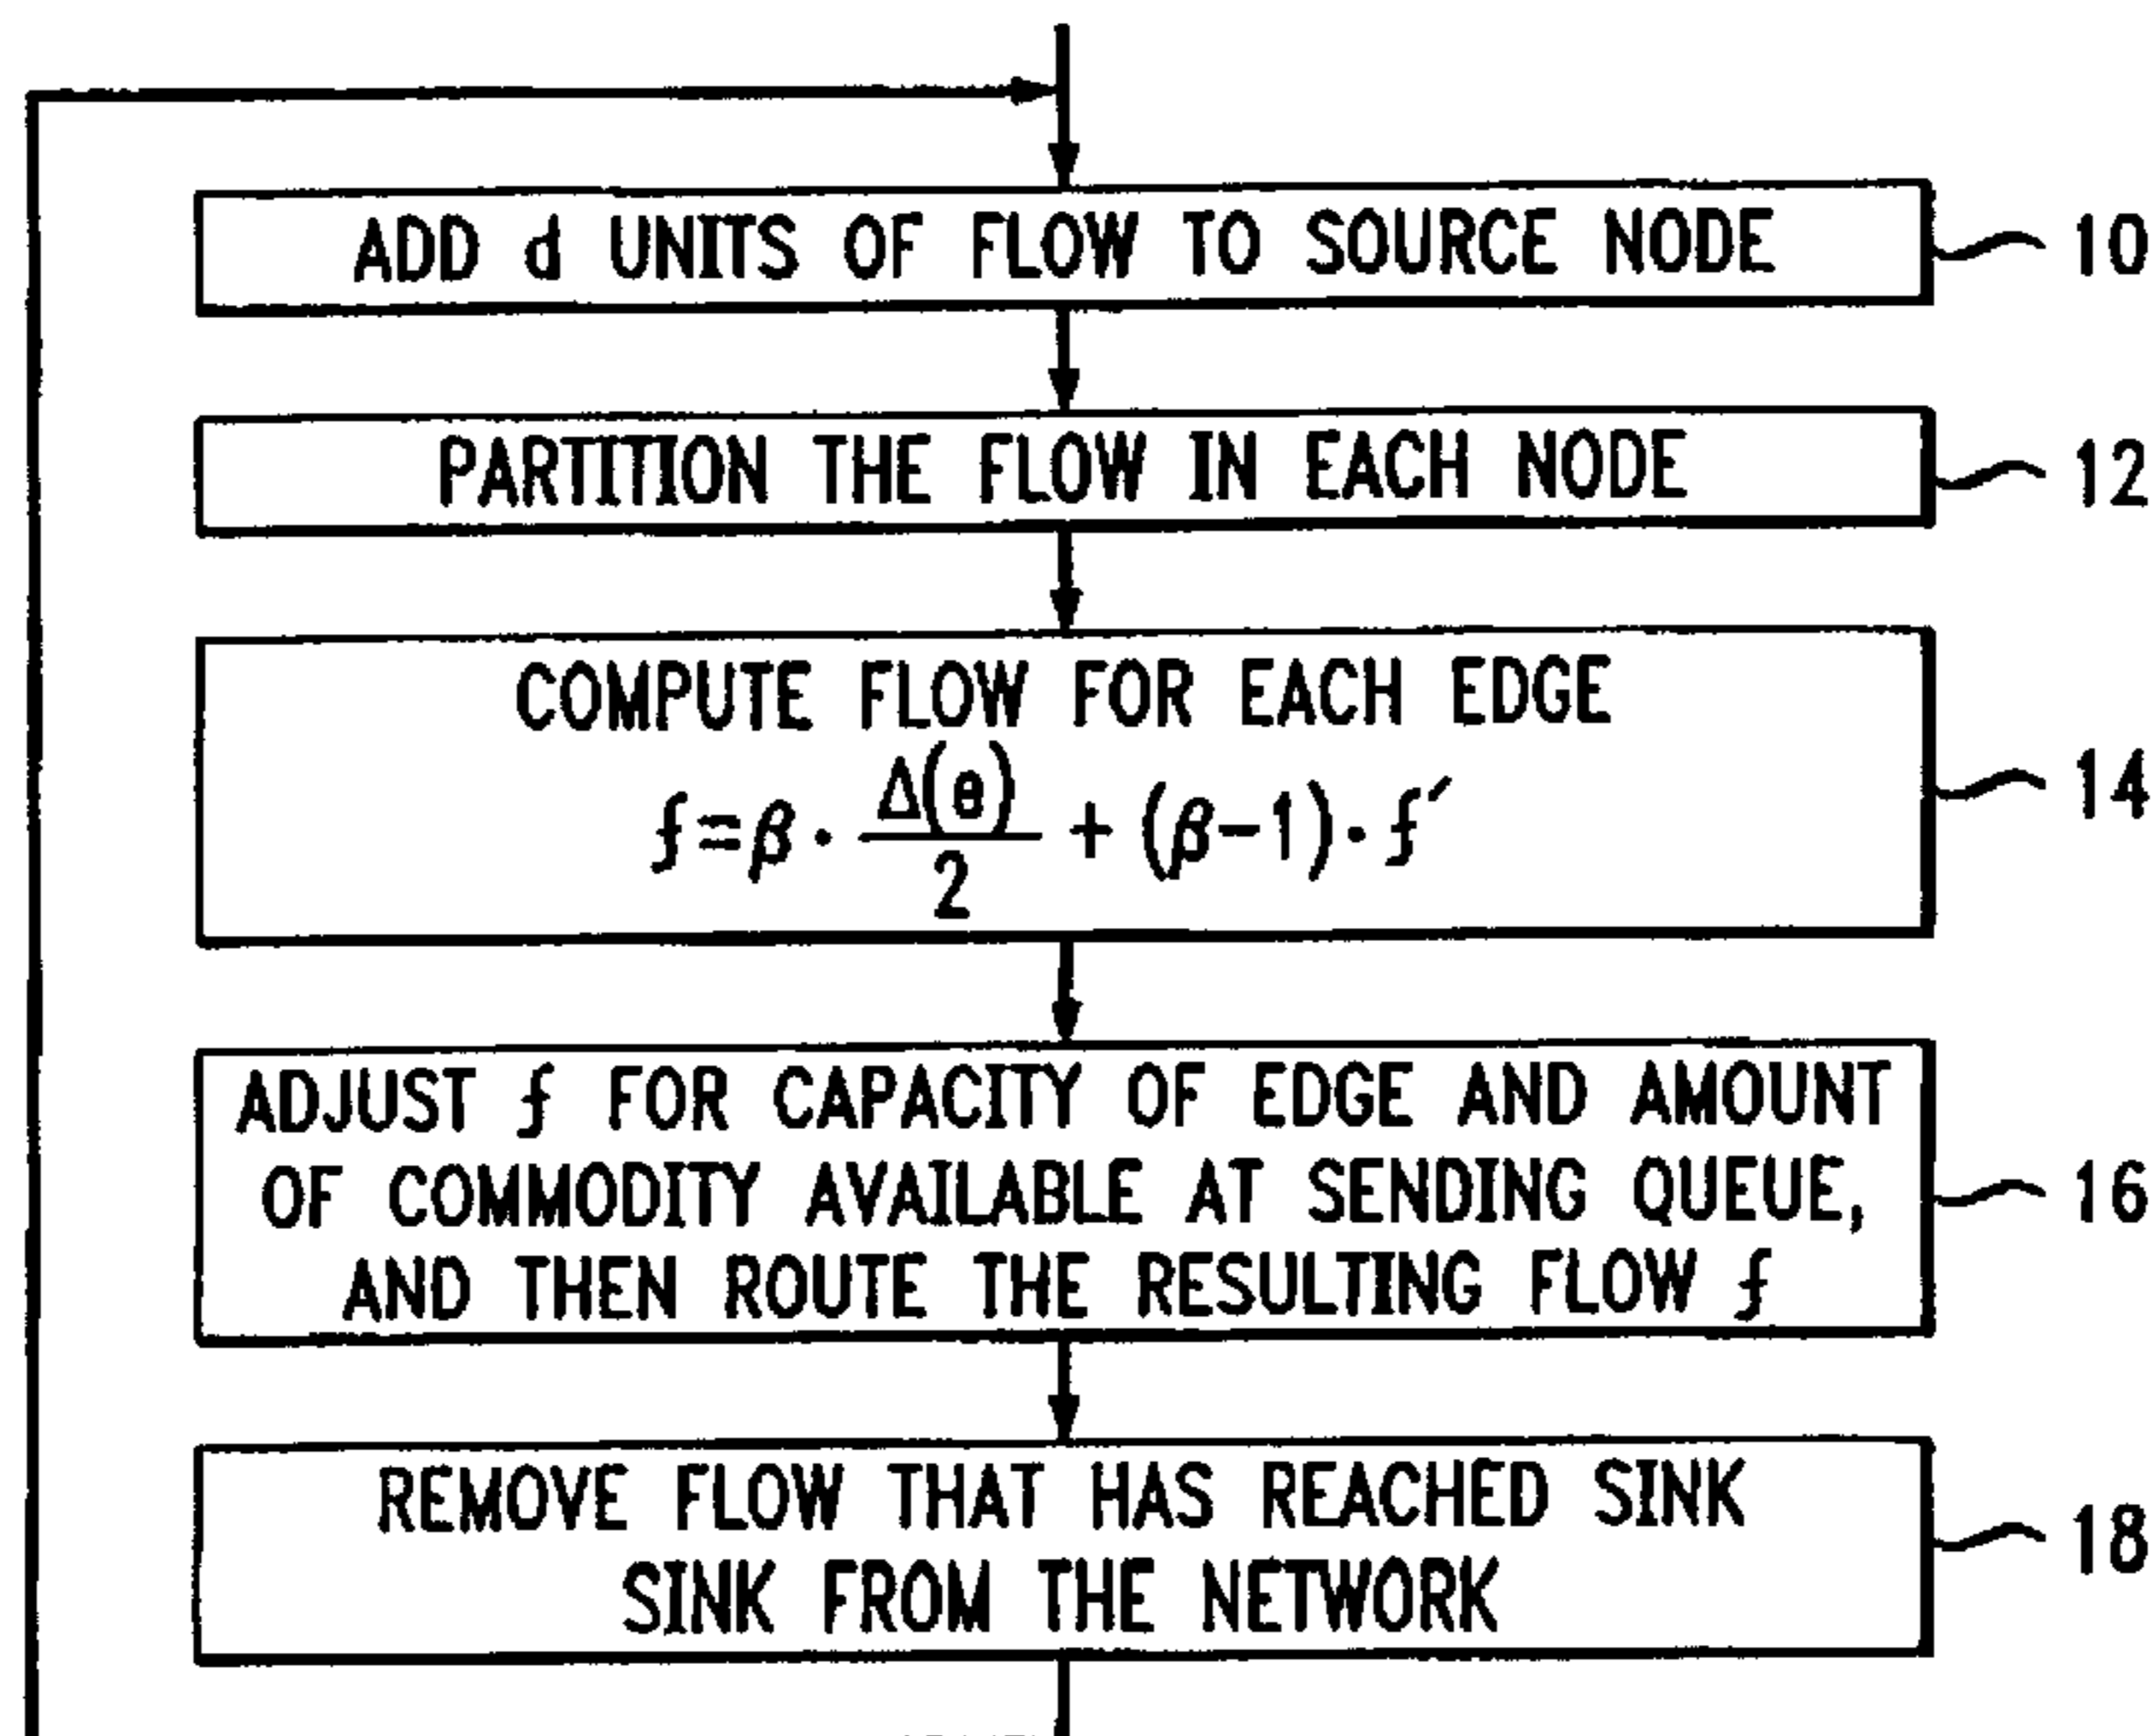 ADD d UNITS OF FLOW TO SOURCE NODE
10
PARTITION THE FLOW IN EACH NODE
12
COMPUTE FLOW FOR EACH EDGE
f=β·Δ(θ)/2+(β-1)·f′
14
ADJUST f FOR CAPACITY OF EDGE AND AMOUNT
OF COMMODITY AVAILABLE AT SENDING QUEUE,
AND THEN ROUTE THE RESULTING FLOW f
16
REMOVE FLOW THAT HAS REACHED SINK
SINK FROM THE NETWORK
18